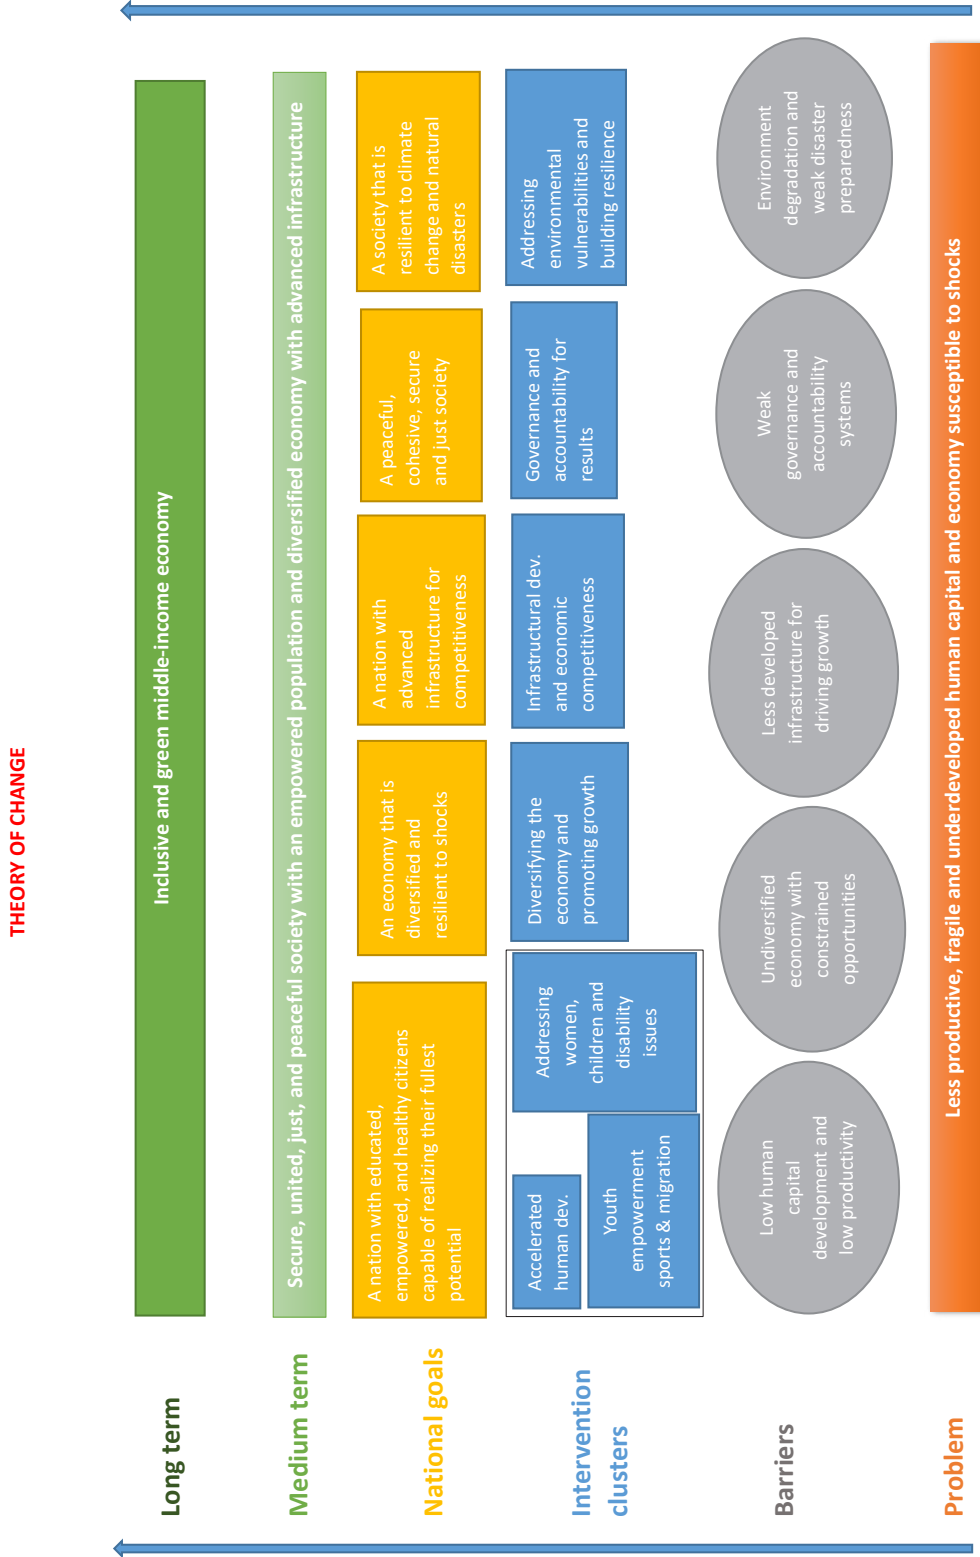 THEORY OF CHANGE
Long term
Inclusive and green middle-income economy
Medium term
Secure, united, just, and peaceful society with an empowered population and diversified economy with advanced infrastructure
National goals
A nation with educated,
empowered, and healthy citizens
capable of realizing their fullest
potential
An economy that is
diversified and
resilient to shocks
A nation with
advanced
infrastructure for
competitiveness
A peaceful,
cohesive, secure
and just society
A society that is
resilient to climate
change and natural
disasters
Intervention
clusters
Accelerated
human dev.
Youth
empowerment
sports & migration
Addressing
women,
children and
disability
issues
Diversifying the
economy and
promoting growth
Infrastructural dev.
and economic
competitiveness
Governance and
accountability for
results
Addressing
environmental
vulnerabilities and
building resilience
Barriers
Low human
capital
development and
low productivity
Undiversified
economy with
constrained
opportunities
Less developed
infrastructure for
driving growth
Weak
governance and
accountability
systems
Environment
degradation and
weak disaster
preparedness
Problem
Less productive, fragile and underdeveloped human capital and economy susceptible to shocks